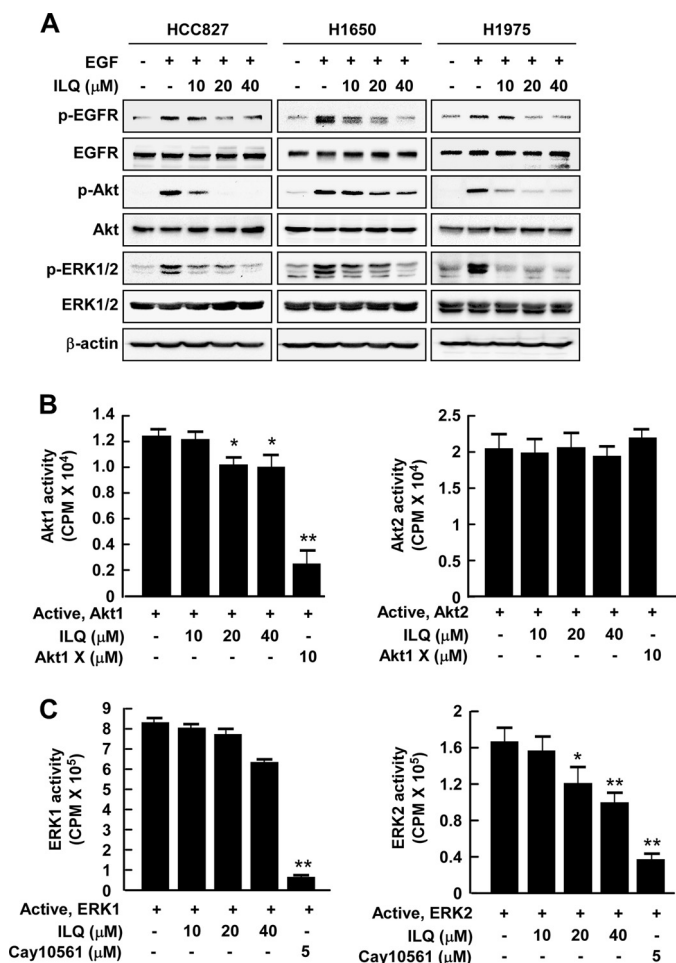 A
HCC827 H1650 H1975
EGF - + + + + - + + + + - + + + +
ILQ (μM) - - 10 20 40 - - 10 20 40 - - 10 20 40
p-EGFR
EGFR
p-Akt
Akt
p-ERK1/2
ERK1/2
β-actin
B
Akt1 activity
(CPM X 10⁴)
1.4
1.2
1.0
0.8
0.6
0.4
0.2
0
* * **
Active, Akt1 + + + + +
ILQ (μM) - 10 20 40 -
Akt1 X (μM) - - - - 10
Akt2 activity
(CPM X 10⁴)
2.5
2
1.5
1
0.5
0
Active, Akt2 + + + + +
ILQ (μM) - 10 20 40 -
Akt1 X (μM) - - - - 10
C
ERK1 activity
(CPM X 10⁵)
9
8
7
6
5
4
3
2
1
0
**
Active, ERK1 + + + + +
ILQ (μM) - 10 20 40 -
Cay10561 (μM) - - - - 5
ERK2 activity
(CPM X 10⁵)
2
1.6
1.2
0.8
0.4
0
* ** **
Active, ERK2 + + + + +
ILQ (μM) - 10 20 40 -
Cay10561 (μM) - - - - 5